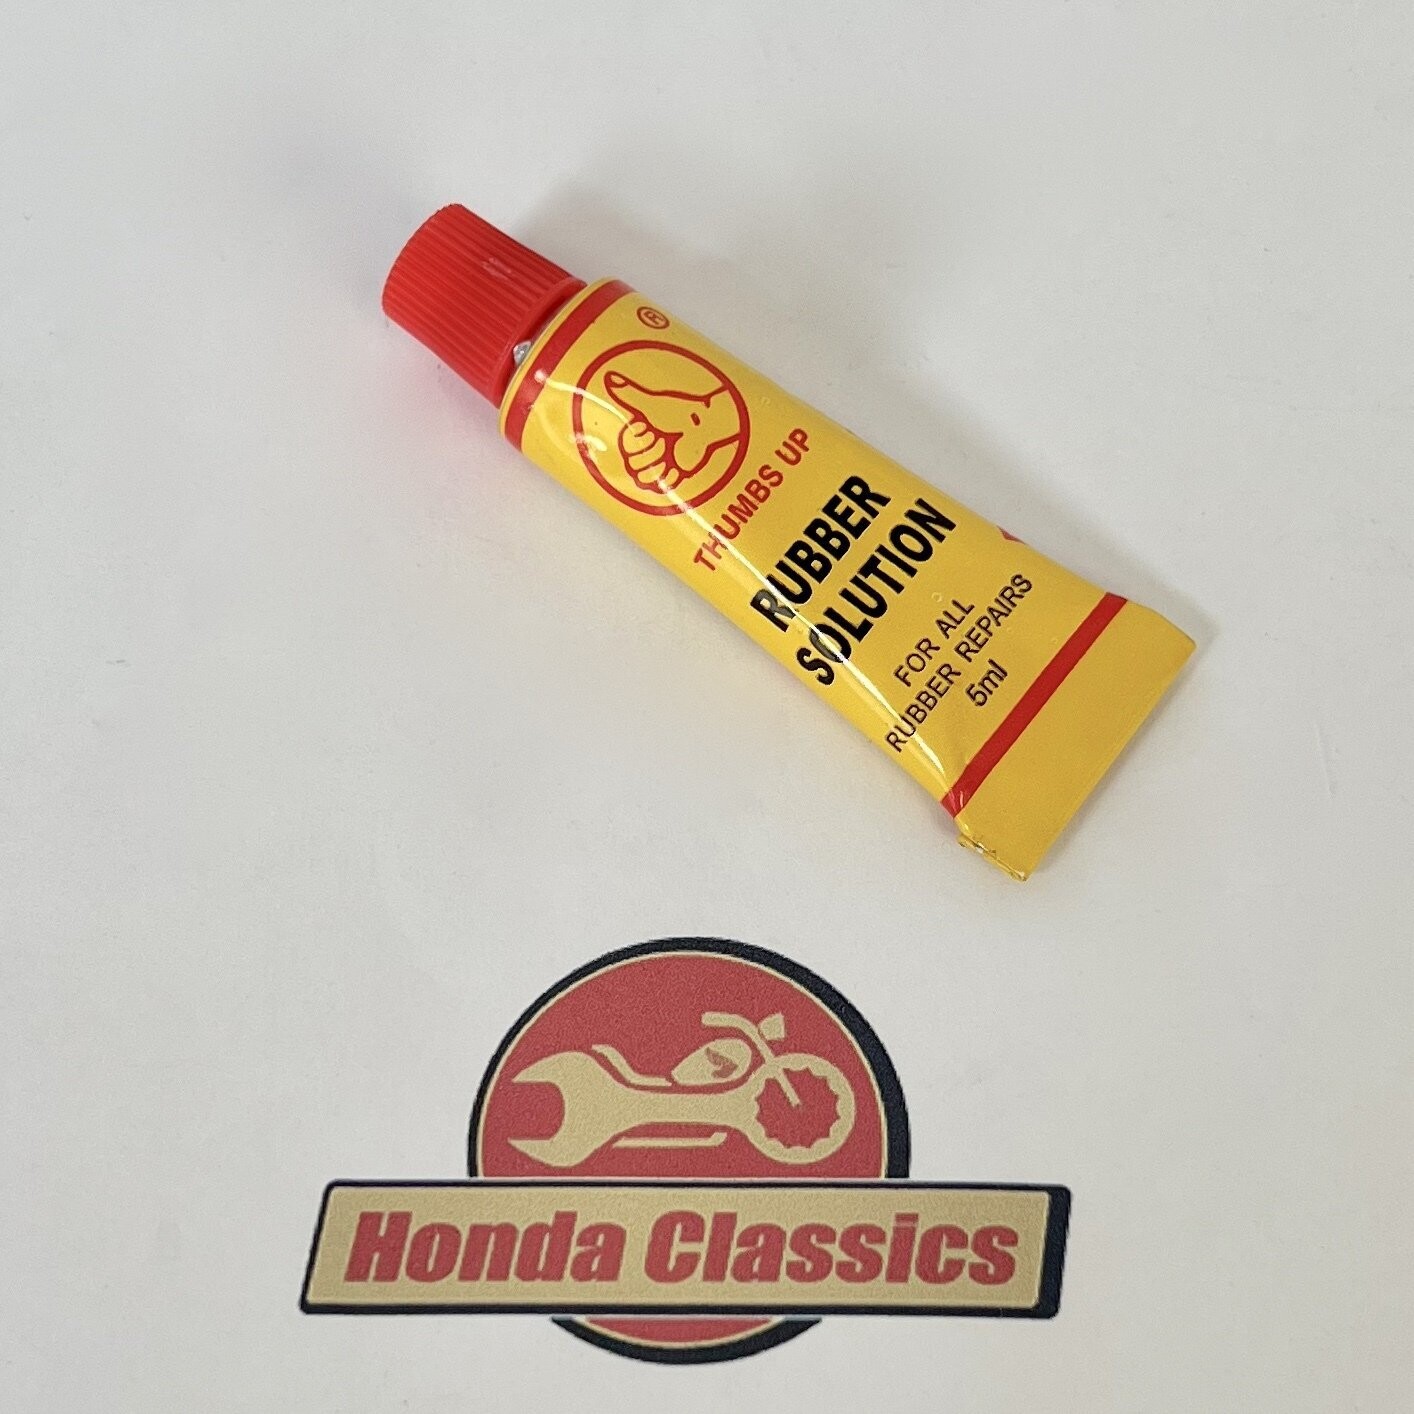 ®
THUMBS UP
RUBBER
SOLUTION
FOR ALL
RUBBER REPAIRS
5ml
Honda Classics